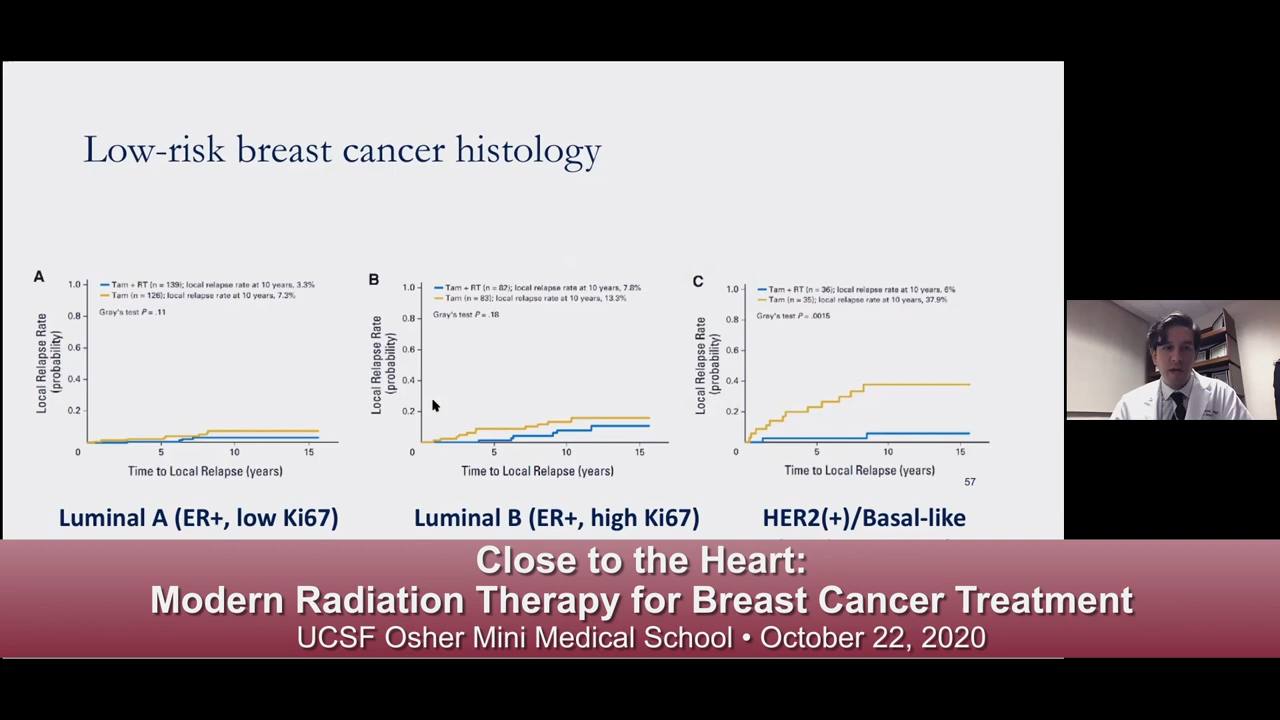 Low-risk breast cancer histology
A
Local Relapse Rate
(probability)
1.0
0.8
0.6
0.4
0.2
0
5
10
15
Tam + RT (n = 139); local relapse rate at 10 years, 3.3%
Tam (n = 126); local relapse rate at 10 years, 7.3%
Gray's test P = .11
Time to Local Relapse (years)
Luminal A (ER+, low Ki67)
B
Local Relapse Rate
(probability)
1.0
0.8
0.6
0.4
0.2
0
5
10
15
Tam + RT (n = 82); local relapse rate at 10 years, 7.8%
Tam (n = 83); local relapse rate at 10 years, 13.3%
Gray's test P = .18
Time to Local Relapse (years)
Luminal B (ER+, high Ki67)
C
Local Relapse Rate
(probability)
1.0
0.8
0.6
0.4
0.2
0
5
10
15
Tam + RT (n = 36); local relapse rate at 10 years, 6%
Tam (n = 35); local relapse rate at 10 years, 37.9%
Gray's test P = .0015
Time to Local Relapse (years)
57
HER2(+)/Basal-like
Close to the Heart:
Modern Radiation Therapy for Breast Cancer Treatment
UCSF Osher Mini Medical School • October 22, 2020